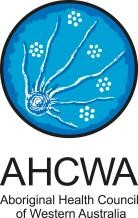 AHCWA
Aboriginal Health Council
of Western Australia